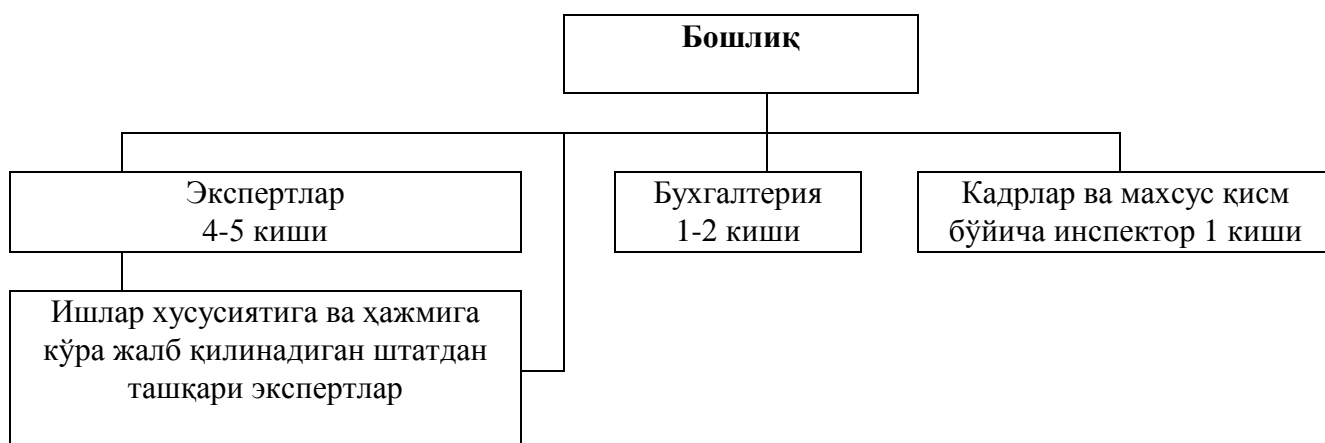 Бошлиқ
Экспертлар
4-5 киши
Бухгалтерия
1-2 киши
Кадрлар ва махсус қисм
бўйича инспектор 1 киши
Ишлар хусусиятига ва ҳажмига
кўра жалб қилинадиган штатдан
ташқари экспертлар